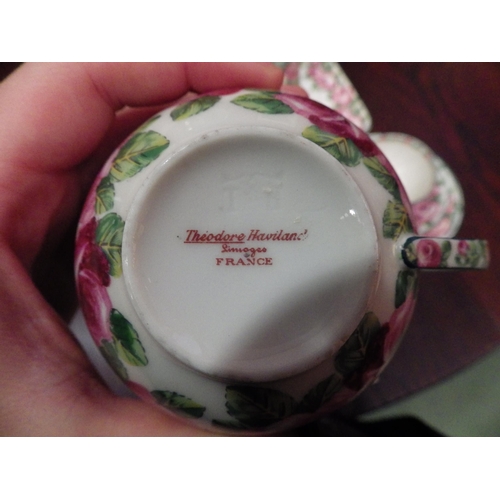 Theodore Haviland
Limoges
FRANCE